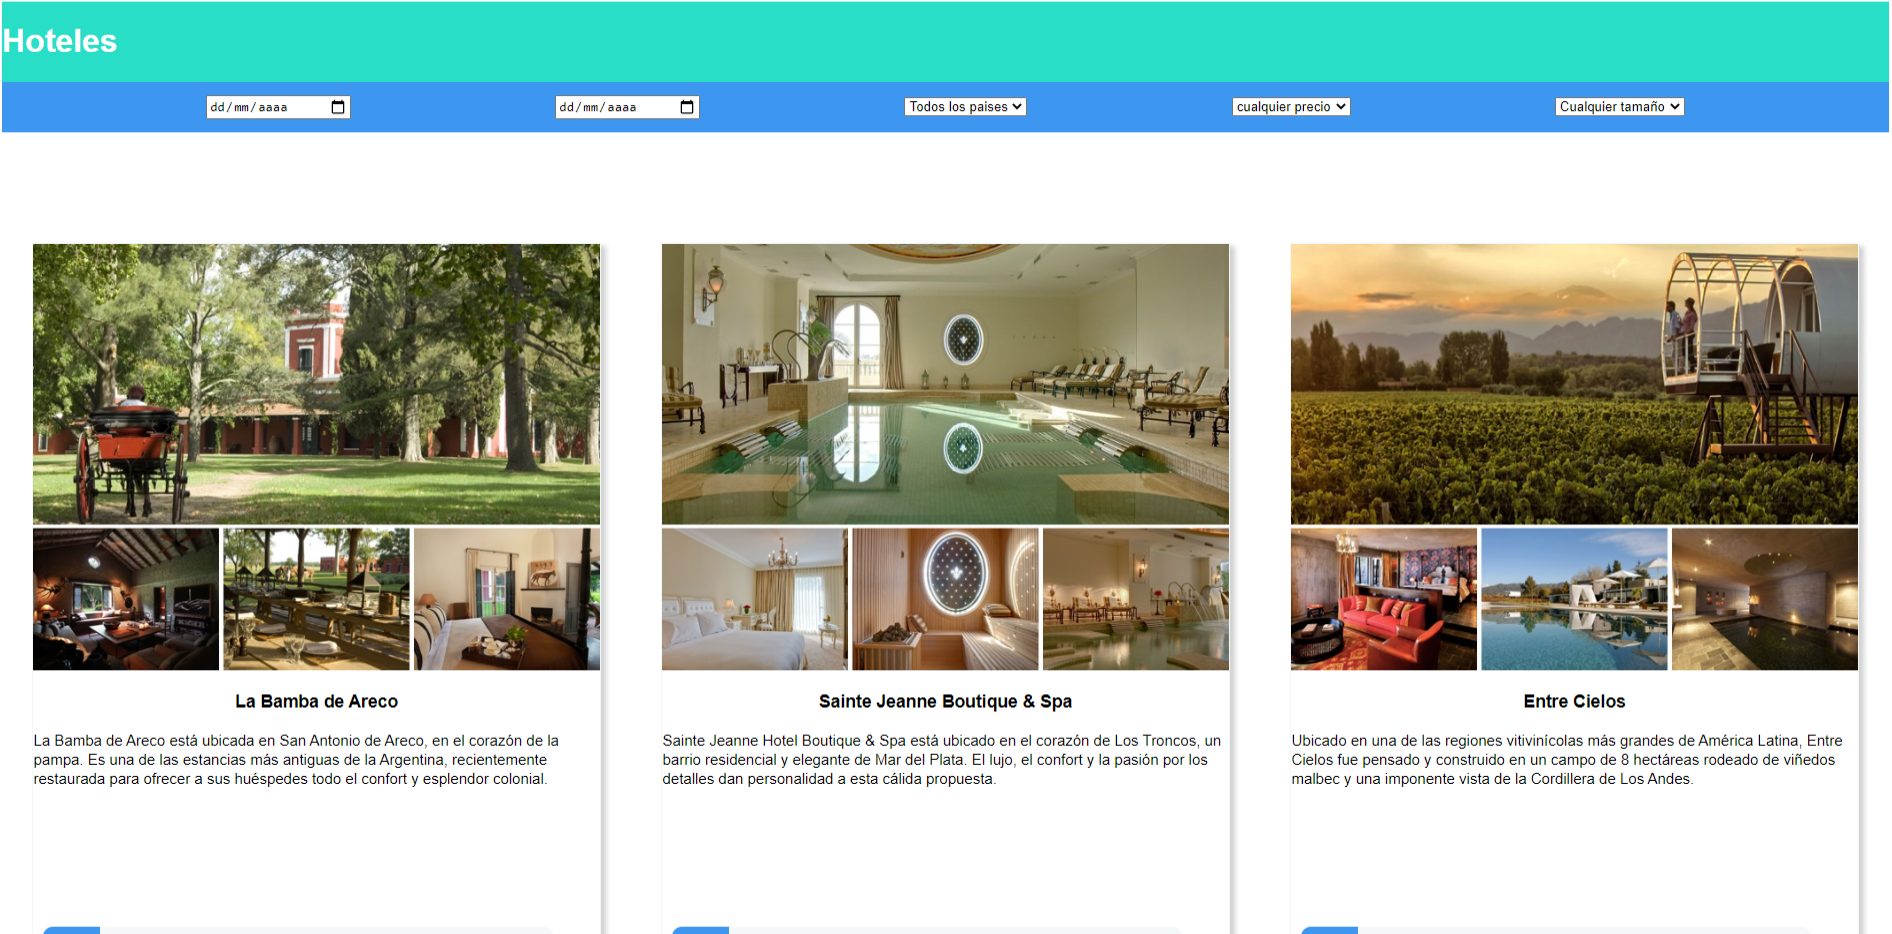 Hoteles
dd/mm/aaaa
dd/mm/aaaa
Todos los paises
cualquier precio
Cualquier tamaño
La Bamba de Areco
La Bamba de Areco está ubicada en San Antonio de Areco, en el corazón de la
pampa. Es una de las estancias más antiguas de la Argentina, recientemente
restaurada para ofrecer a sus huéspedes todo el confort y esplendor colonial.
Sainte Jeanne Boutique & Spa
Sainte Jeanne Hotel Boutique & Spa está ubicado en el corazón de Los Troncos, un
barrio residencial y elegante de Mar del Plata. El lujo, el confort y la pasión por los
detalles dan personalidad a esta cálida propuesta.
Entre Cielos
Ubicado en una de las regiones vitivinícolas más grandes de América Latina, Entre
Cielos fue pensado y construido en un campo de 8 hectáreas rodeado de viñedos
malbec y una imponente vista de la Cordillera de Los Andes.